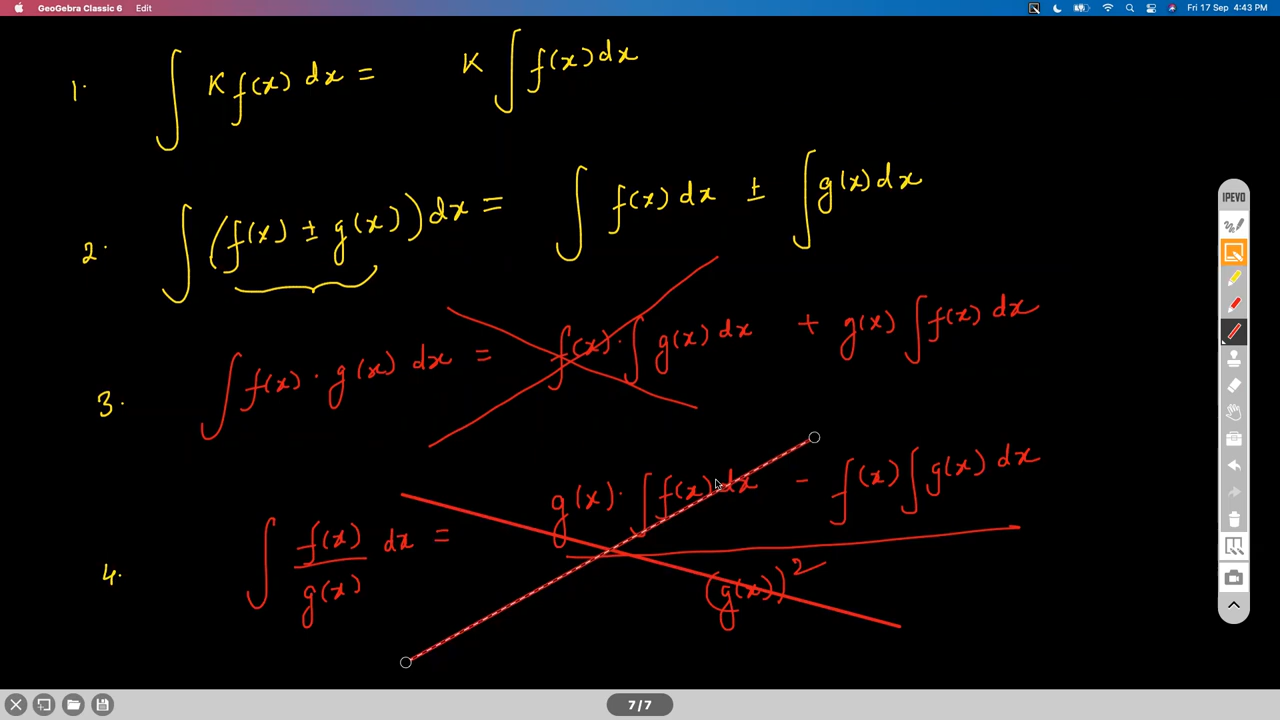 GeoGebra Classic 6 Edit Fri 17 Sep 4:43 PM
1. ∫ K f(x) dx = K ∫ f(x) dx
IPEVO
2. ∫ (f(x) ± g(x)) dx = ∫ f(x) dx ± ∫ g(x) dx
3. ∫ f(x) · g(x) dx = f(x) · ∫ g(x) dx + g(x) ∫ f(x) dx
4. ∫ f(x)/g(x) dx = g(x) · ∫ f(x) dx - f(x) ∫ g(x) dx / (g(x))²
7/7